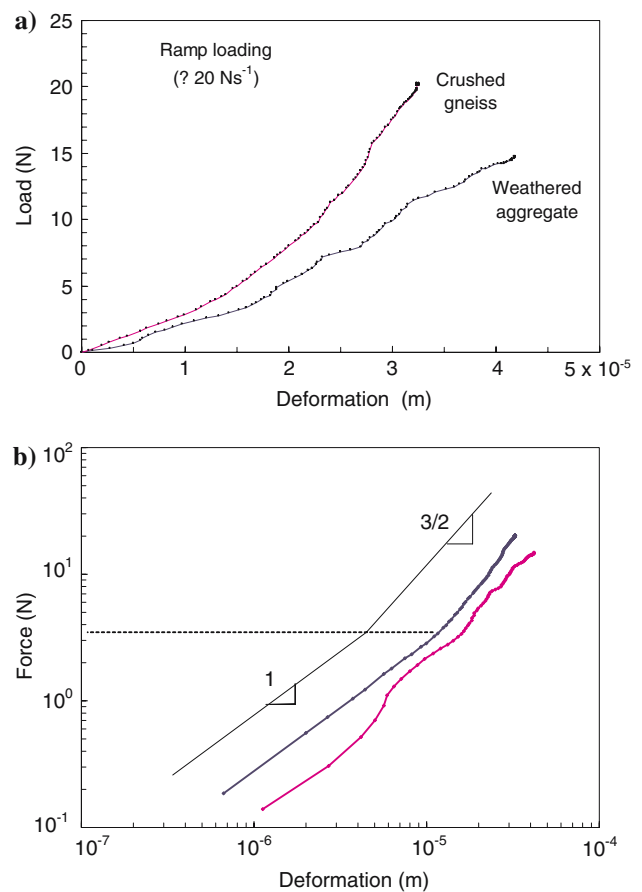 a)
Ramp loading
(? 20 Ns⁻¹)
Crushed
gneiss
Weathered
aggregate
Load (N)
25
20
15
10
5
0
0 1 2 3 4 5 x 10⁻⁵
Deformation (m)
b)
3/2
1
Force (N)
10²
10¹
10⁰
10⁻¹
10⁻⁷ 10⁻⁶ 10⁻⁵ 10⁻⁴
Deformation (m)